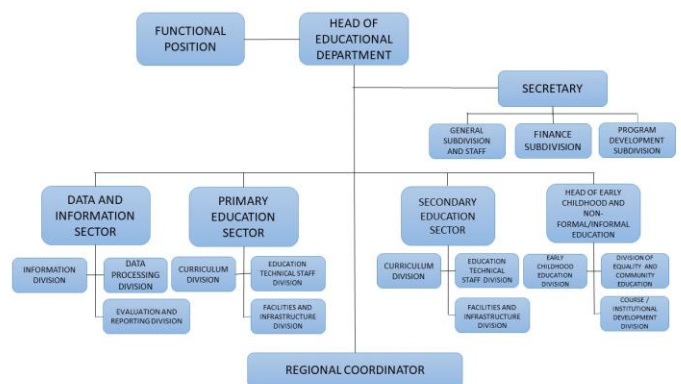 FUNCTIONAL
POSITION
HEAD OF
EDUCATIONAL
DEPARTMENT
SECRETARY
GENERAL
SUBDIVISION
AND STAFF
FINANCE
SUBDIVISION
PROGRAM
DEVELOPMENT
SUBDIVISION
DATA AND
INFORMATION
SECTOR
PRIMARY
EDUCATION
SECTOR
SECONDARY
EDUCATION
SECTOR
HEAD OF EARLY
CHILDHOOD AND
NON-
FORMAL/INFORMAL
EDUCATION
INFORMATION
DIVISION
DATA
PROCESSING
DIVISION
EVALUATION AND
REPORTING DIVISION
CURRICULUM
DIVISION
EDUCATION
TECHNICAL STAFF
DIVISION
FACILITIES AND
INFRASTRUCTURE
DIVISION
CURRICULUM
DIVISION
EDUCATION
TECHNICAL
STAFF DIVISION
FACILITIES AND
INFRASTRUCTURE
DIVISION
EARLY
CHILDHOOD
EDUCATION
DIVISION
DIVISION OF
EQUALITY AND
COMMUNITY
EDUCATION
COURSE /
INSTITUTIONAL
DEVELOPMENT
DIVISION
REGIONAL COORDINATOR